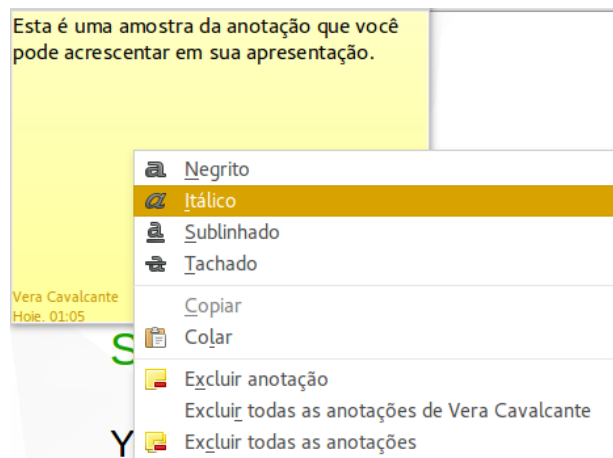 Esta é uma amostra da anotação que você
pode acrescentar em sua apresentação.
Negrito
Itálico
Sublinhado
Tachado
Vera Cavalcante
Hoje, 01:05
Copiar
Colar
S
Excluir anotação
Excluir todas as anotações de Vera Cavalcante
Y
Excluir todas as anotações